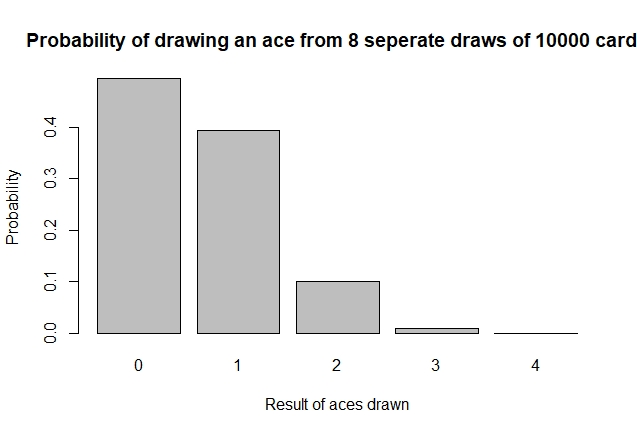 Probability of drawing an ace from 8 seperate draws of 10000 card
Probability
0.4
0.3
0.2
0.1
0.0
0 1 2 3 4
Result of aces drawn